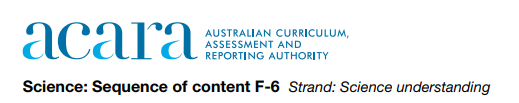 acara AUSTRALIAN CURRICULUM,
ASSESSMENT AND
REPORTING AUTHORITY
Science: Sequence of content F-6 Strand: Science understanding